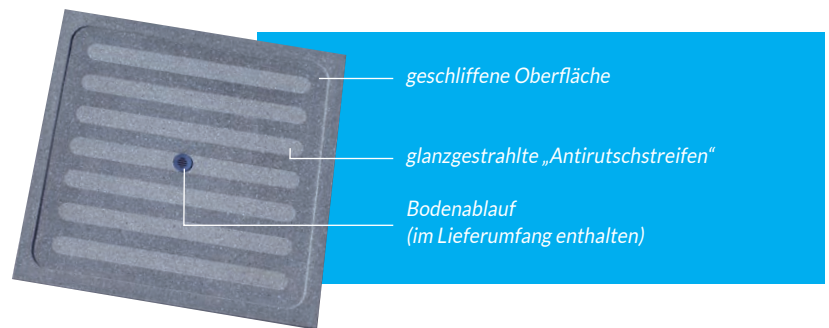 geschliffene Oberfläche
glanzgestrahlte „Antirutschstreifen“
Bodenablauf
(im Lieferumfang enthalten)